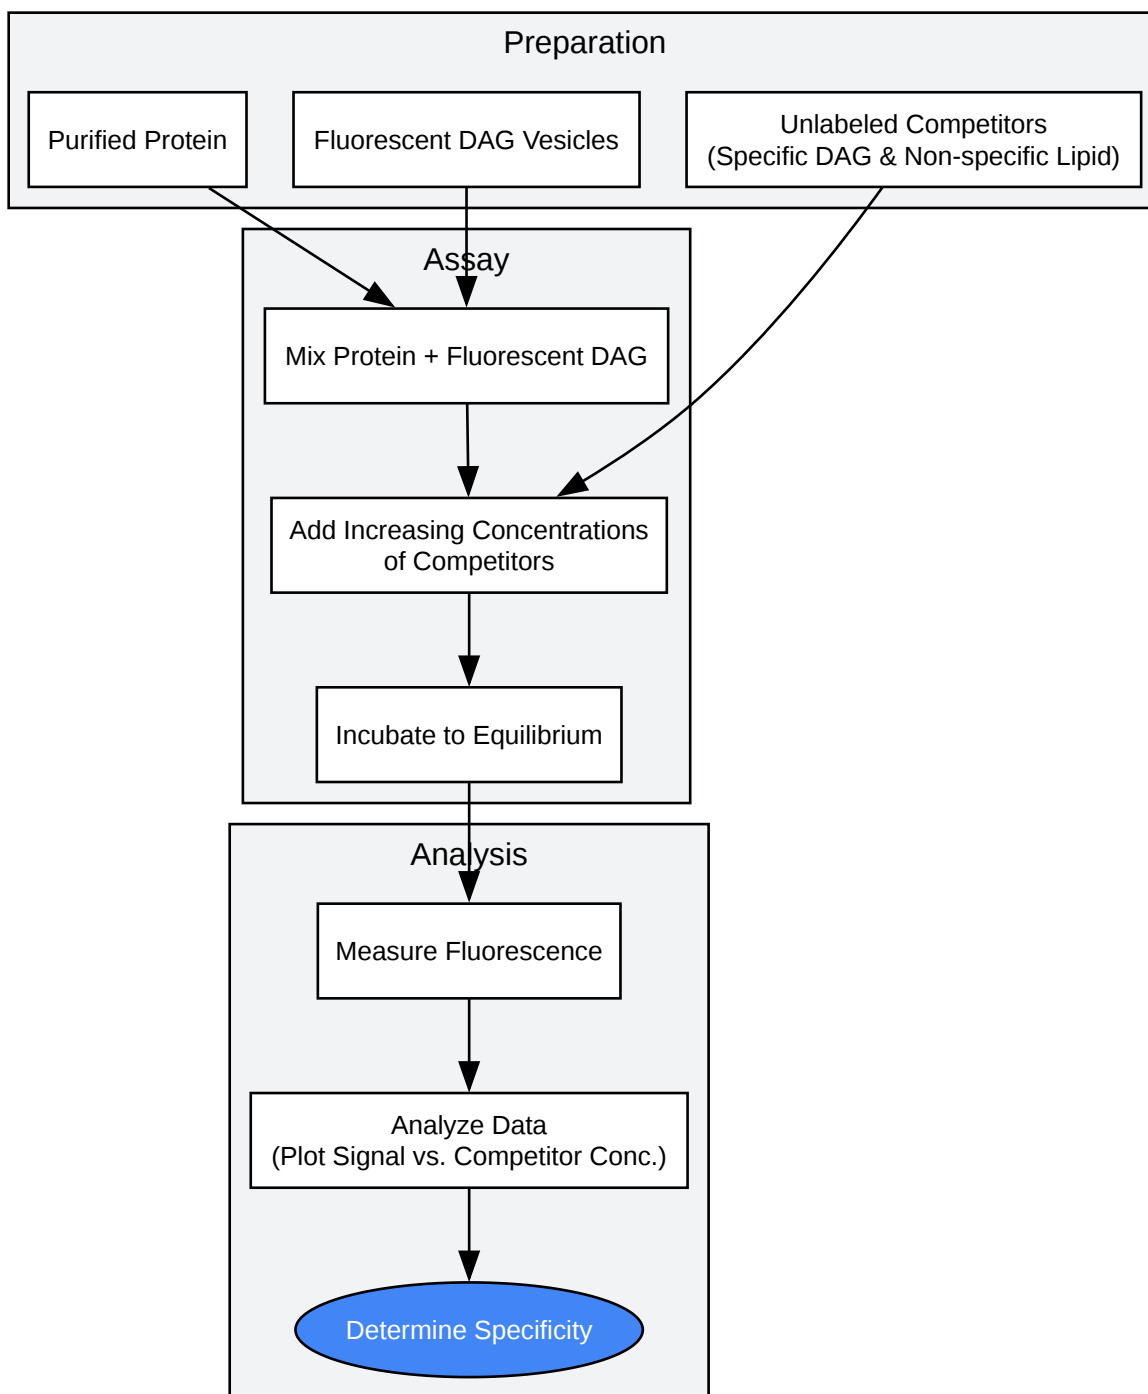 Preparation
Purified Protein
Fluorescent DAG Vesicles
Unlabeled Competitors
(Specific DAG & Non-specific Lipid)
Assay
Mix Protein + Fluorescent DAG
Add Increasing Concentrations
of Competitors
Incubate to Equilibrium
Analysis
Measure Fluorescence
Analyze Data
(Plot Signal vs. Competitor Conc.)
Determine Specificity